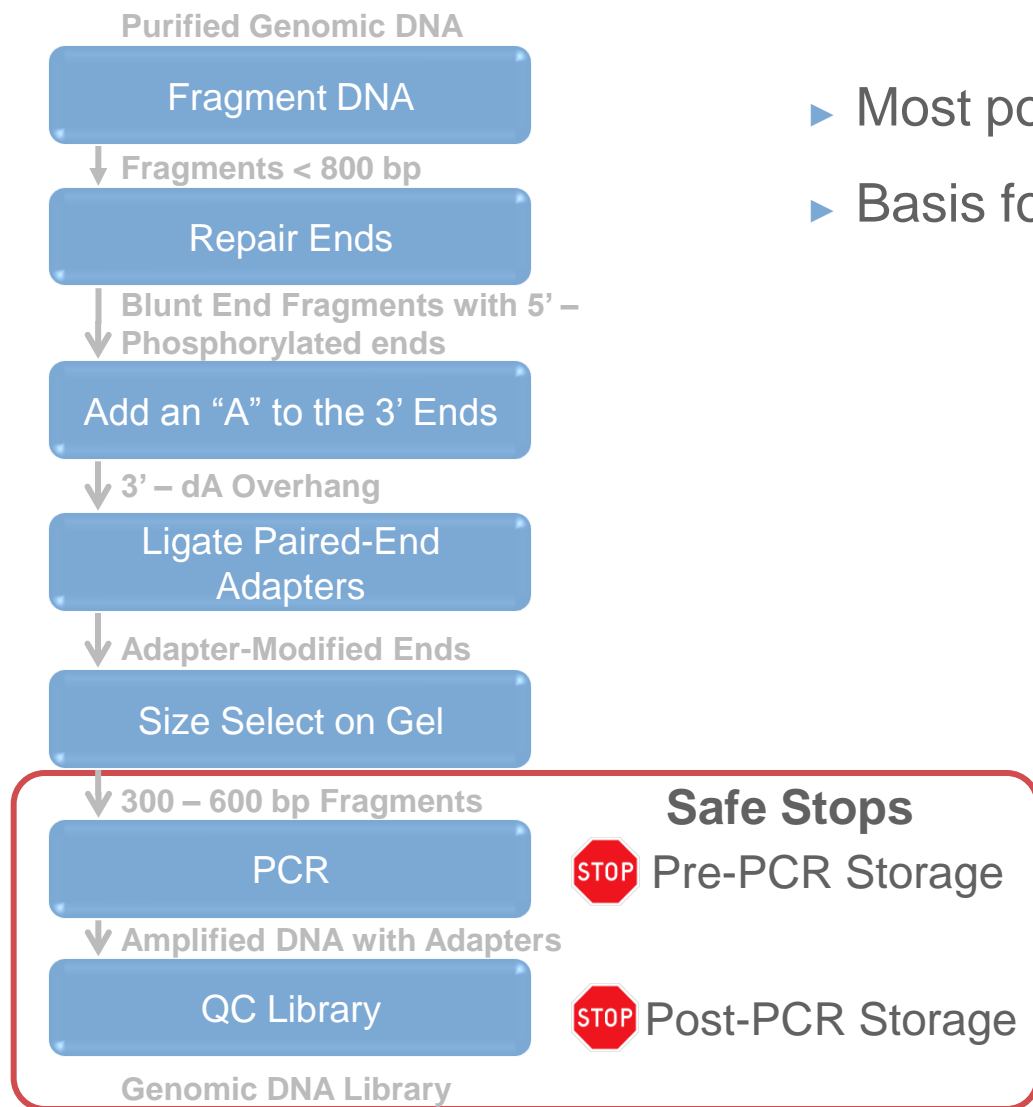 Purified Genomic DNA
Fragment DNA
Fragments < 800 bp
Repair Ends
Blunt End Fragments with 5’ –
Phosphorylated ends
Add an “A” to the 3’ Ends
3’ – dA Overhang
Ligate Paired-End
Adapters
Adapter-Modified Ends
Size Select on Gel
300 – 600 bp Fragments
PCR
Amplified DNA with Adapters
QC Library
Genomic DNA Library
► Most
► Basis
Safe Stops
STOP Pre-PCR Storage
STOP Post-PCR Storage